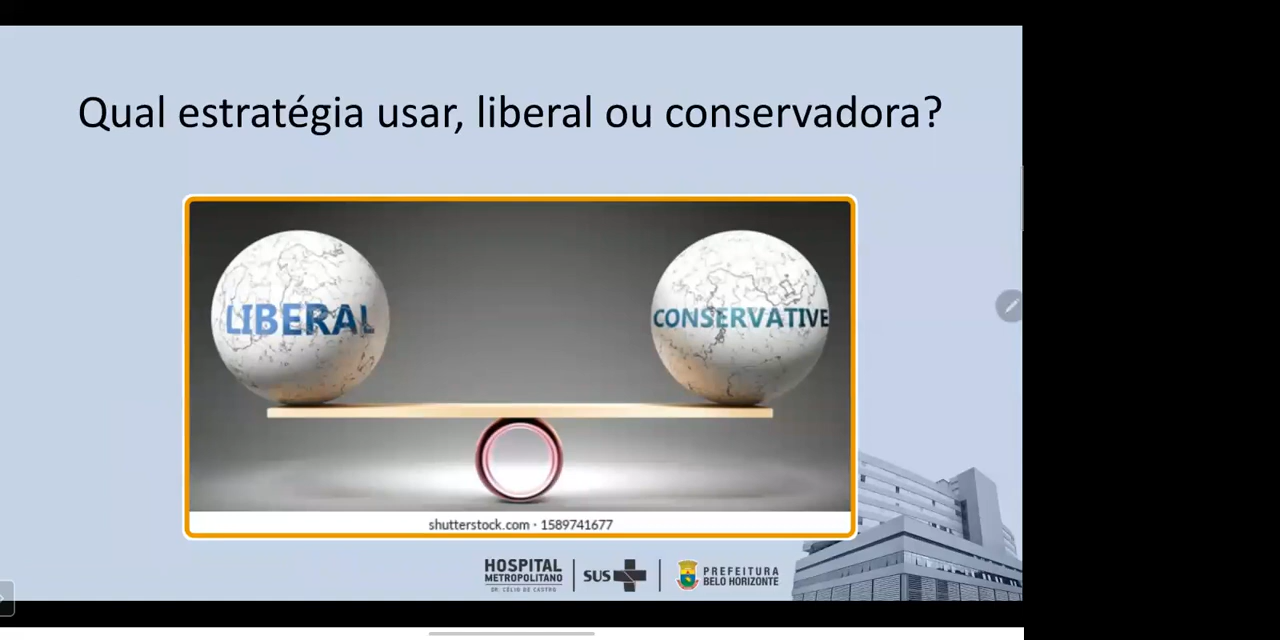 Qual estratégia usar, liberal ou conservadora?
LIBERAL
CONSERVATIVE
shutterstock.com · 1589741677
HOSPITAL
METROPOLITANO
DR. CÉLIO DE CASTRO
SUS
PREFEITURA
BELO HORIZONTE